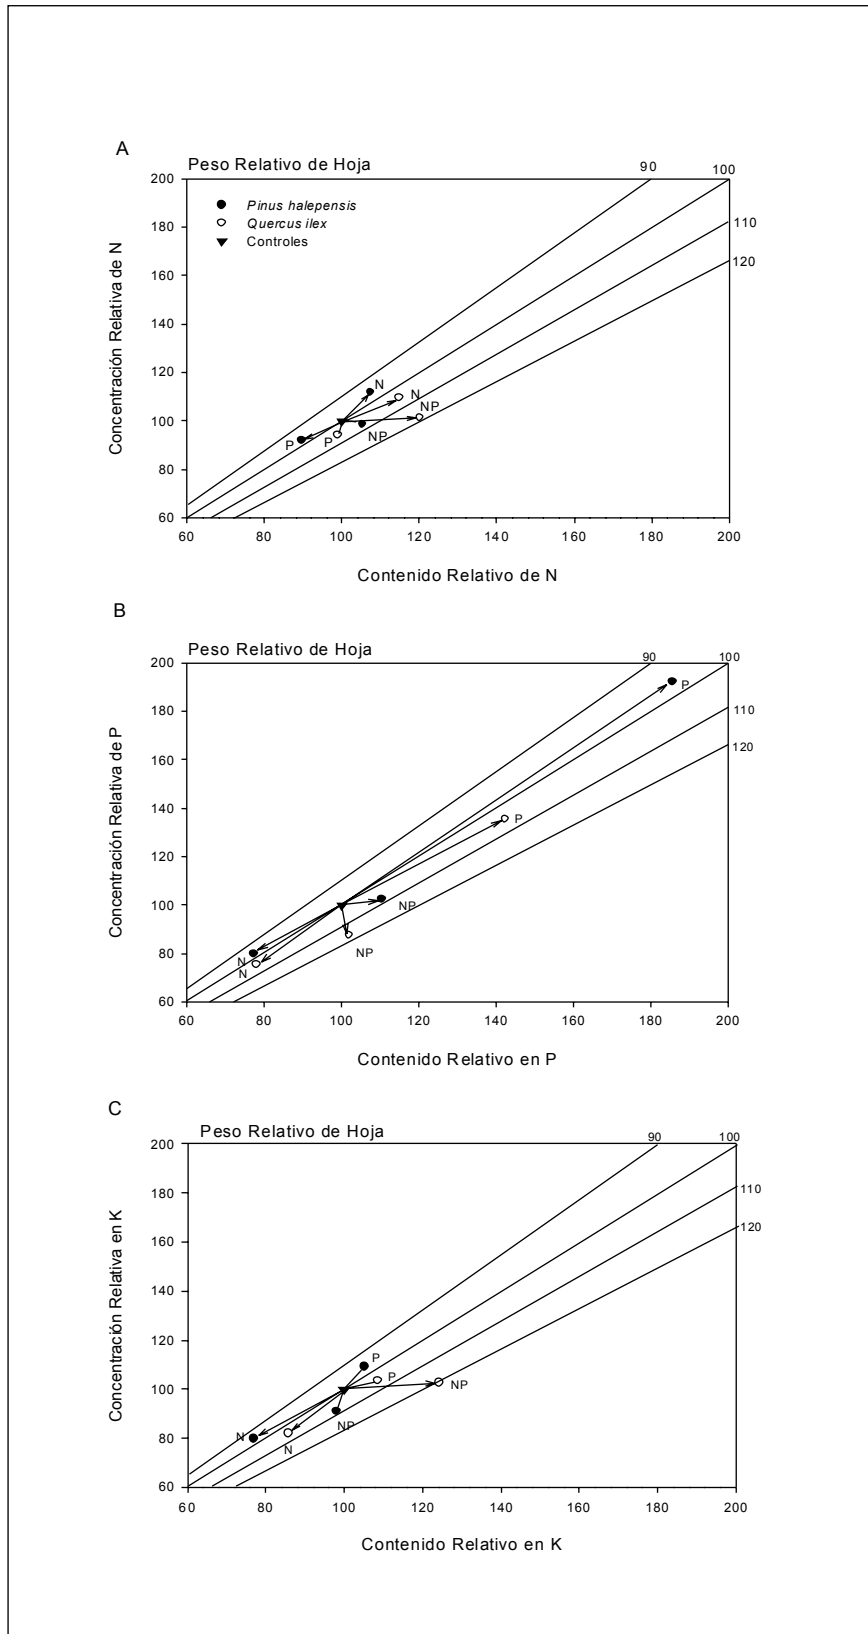 A
Peso Relativo de Hoja
90
100
200
Pinus halepensis
Quercus ilex
Controles
180
110
120
160
140
120
100
80
60
Concentración Relativa de N
N
N
NP
P
P
NP
60 80 100 120 140 160 180 200
Contenido Relativo de N
B
Peso Relativo de Hoja
90
100
200
P
180
110
120
160
140
120
100
80
60
Concentración Relativa de P
P
NP
N
N
NP
60 80 100 120 140 160 180 200
Contenido Relativo en P
C
Peso Relativo de Hoja
90
100
200
180
110
120
160
140
120
100
80
60
Concentración Relativa en K
P
P
NP
N
N
NP
60 80 100 120 140 160 180 200
Contenido Relativo en K